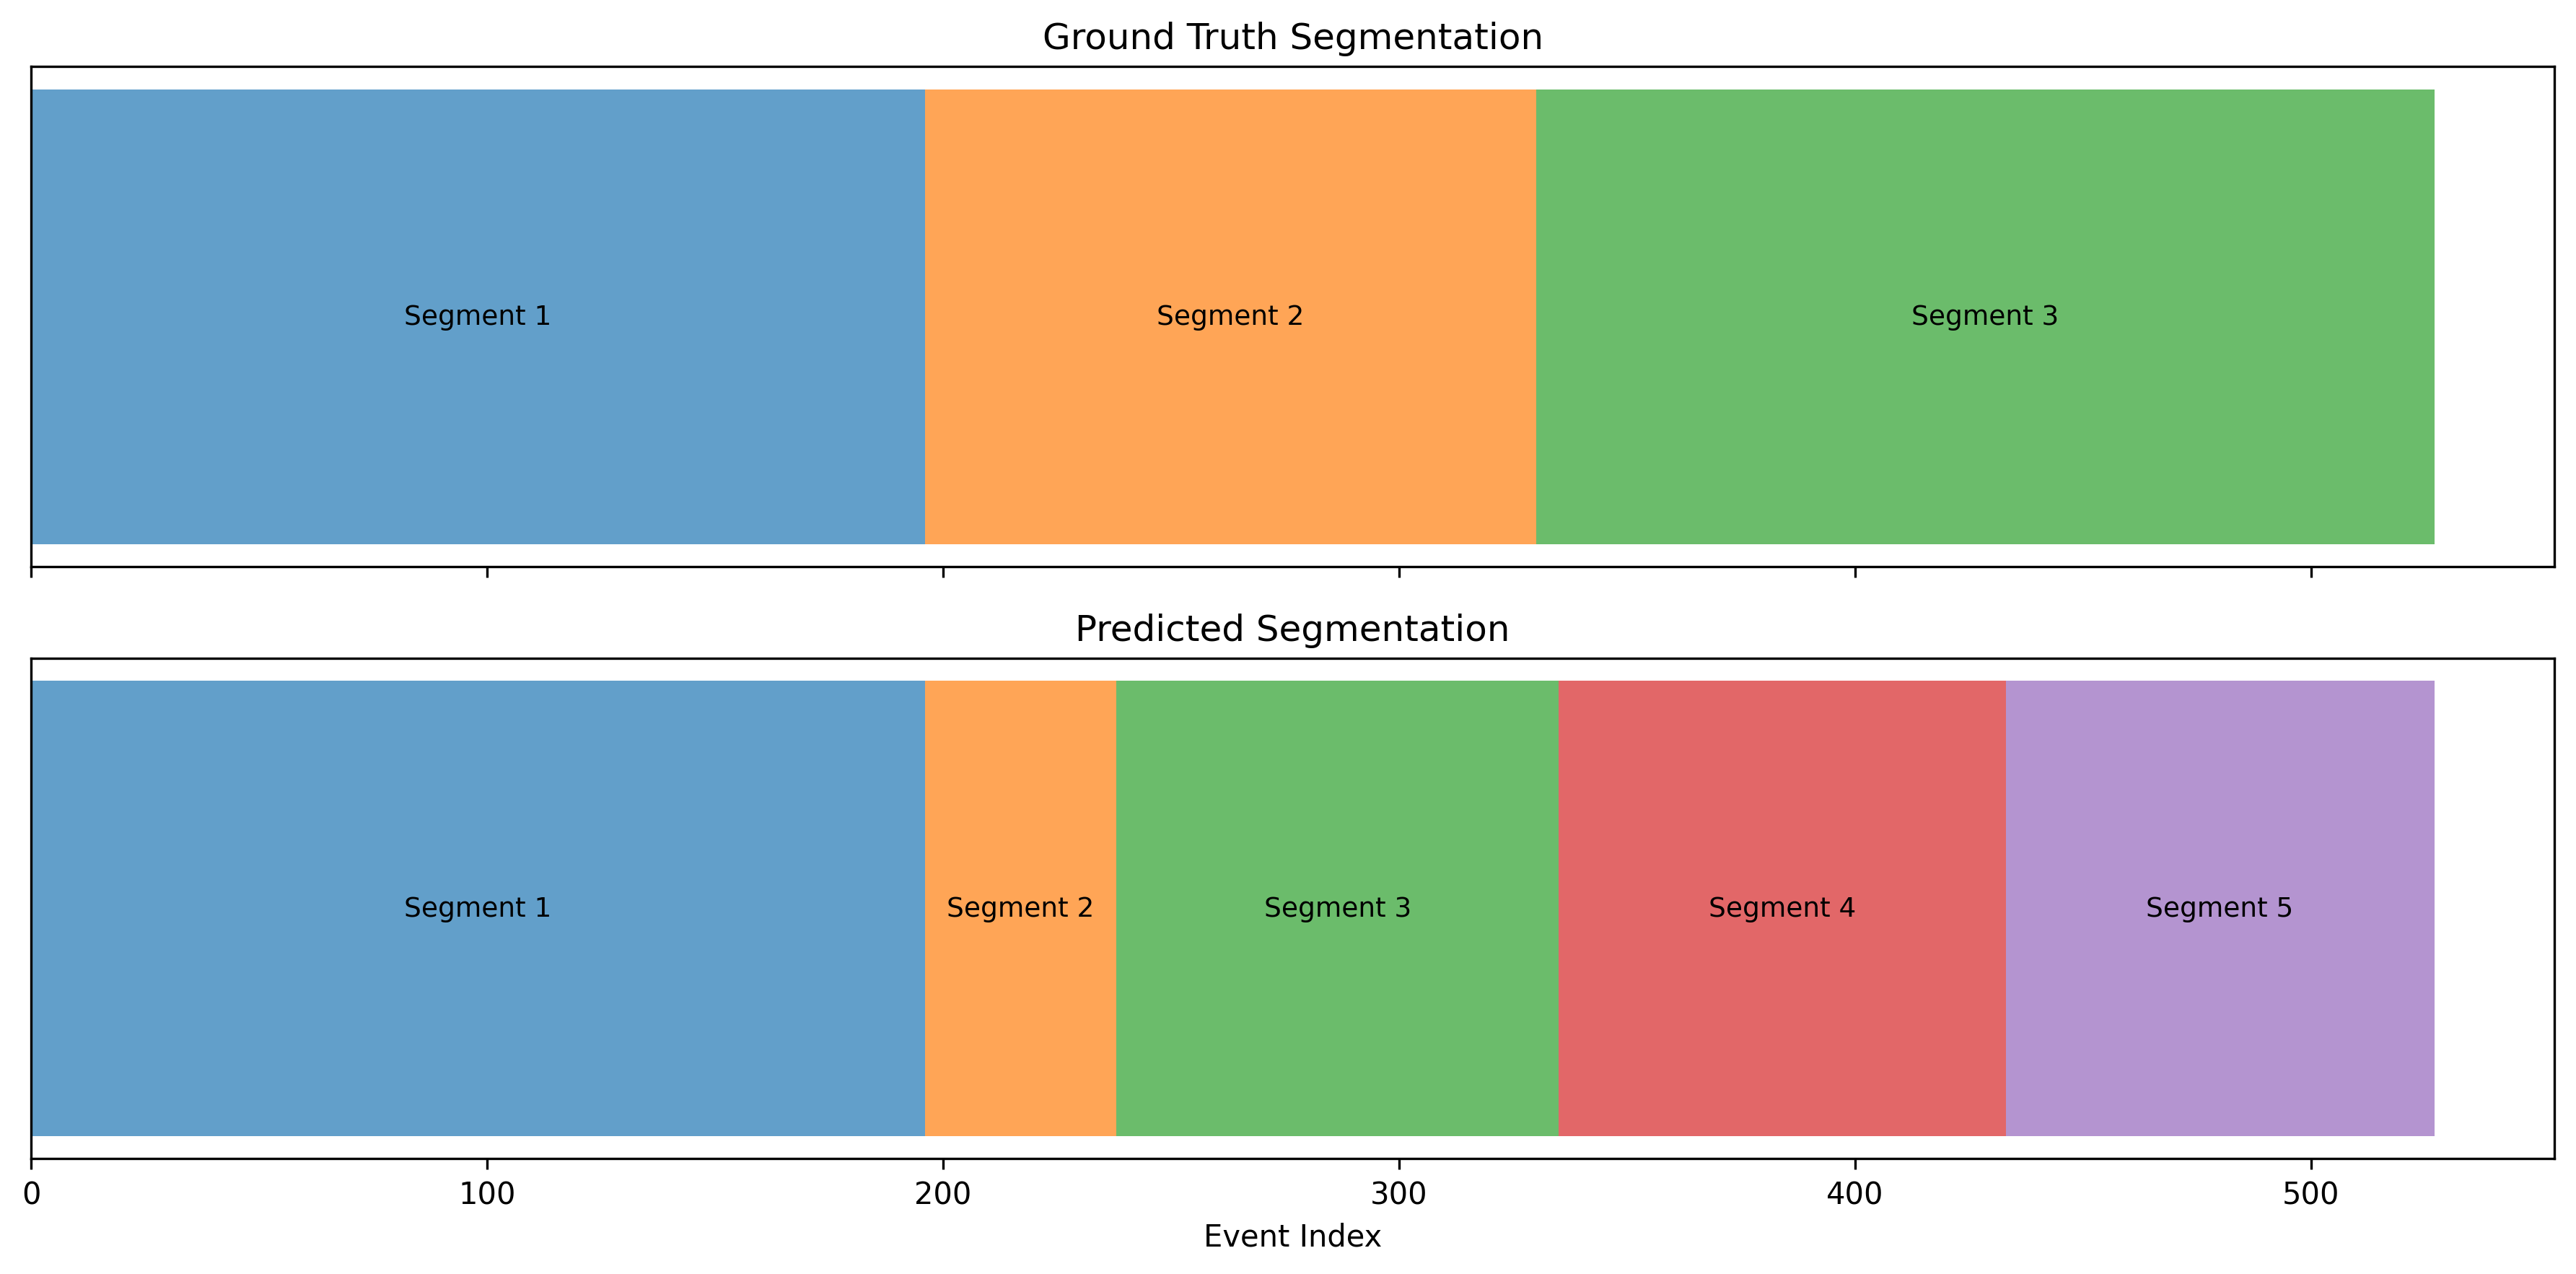 Ground Truth Segmentation
Segment 1 Segment 2 Segment 3
Predicted Segmentation
Segment 1 Segment 2 Segment 3 Segment 4 Segment 5
0 100 200 300 400 500
Event Index